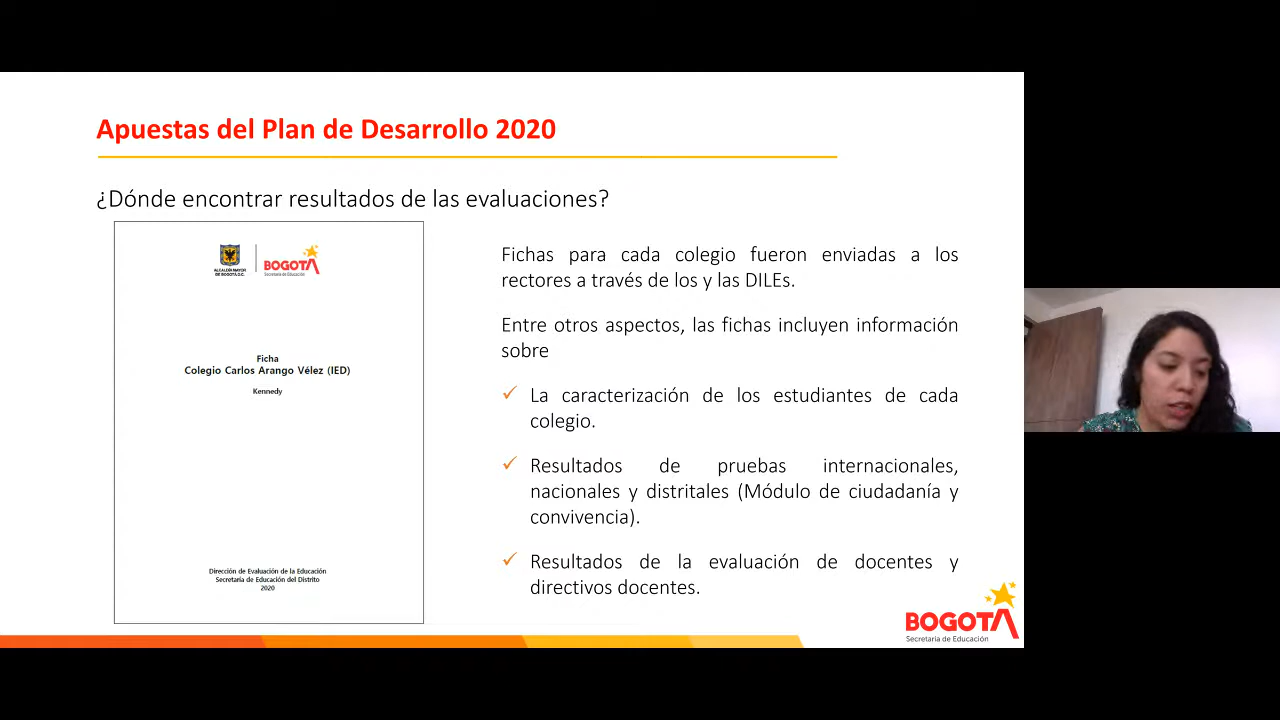 Apuestas del Plan de Desarrollo 2020
¿Dónde encontrar resultados de las evaluaciones?
ALCALDÍA MAYOR
DE BOGOTÁ D.C.
BOGOTÁ
Secretaría de Educación
Ficha
Colegio Carlos Arango Vélez (IED)
Kennedy
Dirección de Evaluación de la Educación
Secretaría de Educación del Distrito
2020
Fichas para cada colegio fueron enviadas a los
rectores a través de los y las DILEs.
Entre otros aspectos, las fichas incluyen información
sobre
✓ La caracterización de los estudiantes de cada
colegio.
✓ Resultados de pruebas internacionales,
nacionales y distritales (Módulo de ciudadanía y
convivencia).
✓ Resultados de la evaluación de docentes y
directivos docentes.
BOGOTÁ
Secretaría de Educación